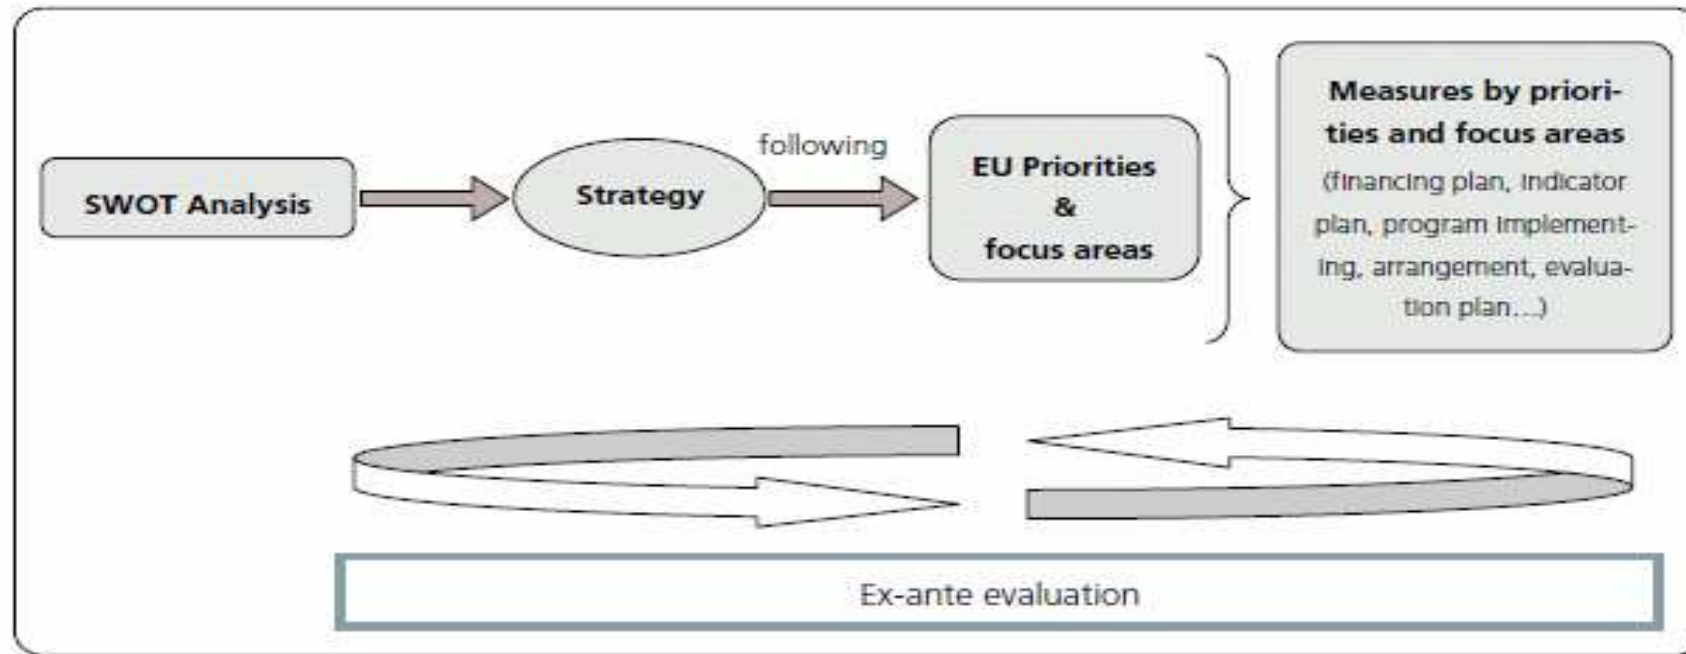 SWOT Analysis
Strategy
following
EU Priorities
&
focus areas
Measures by priori-
ties and focus areas
(financing plan, indicator
plan, program implement-
ing, arrangement, evalua-
tion plan...)
Ex-ante evaluation